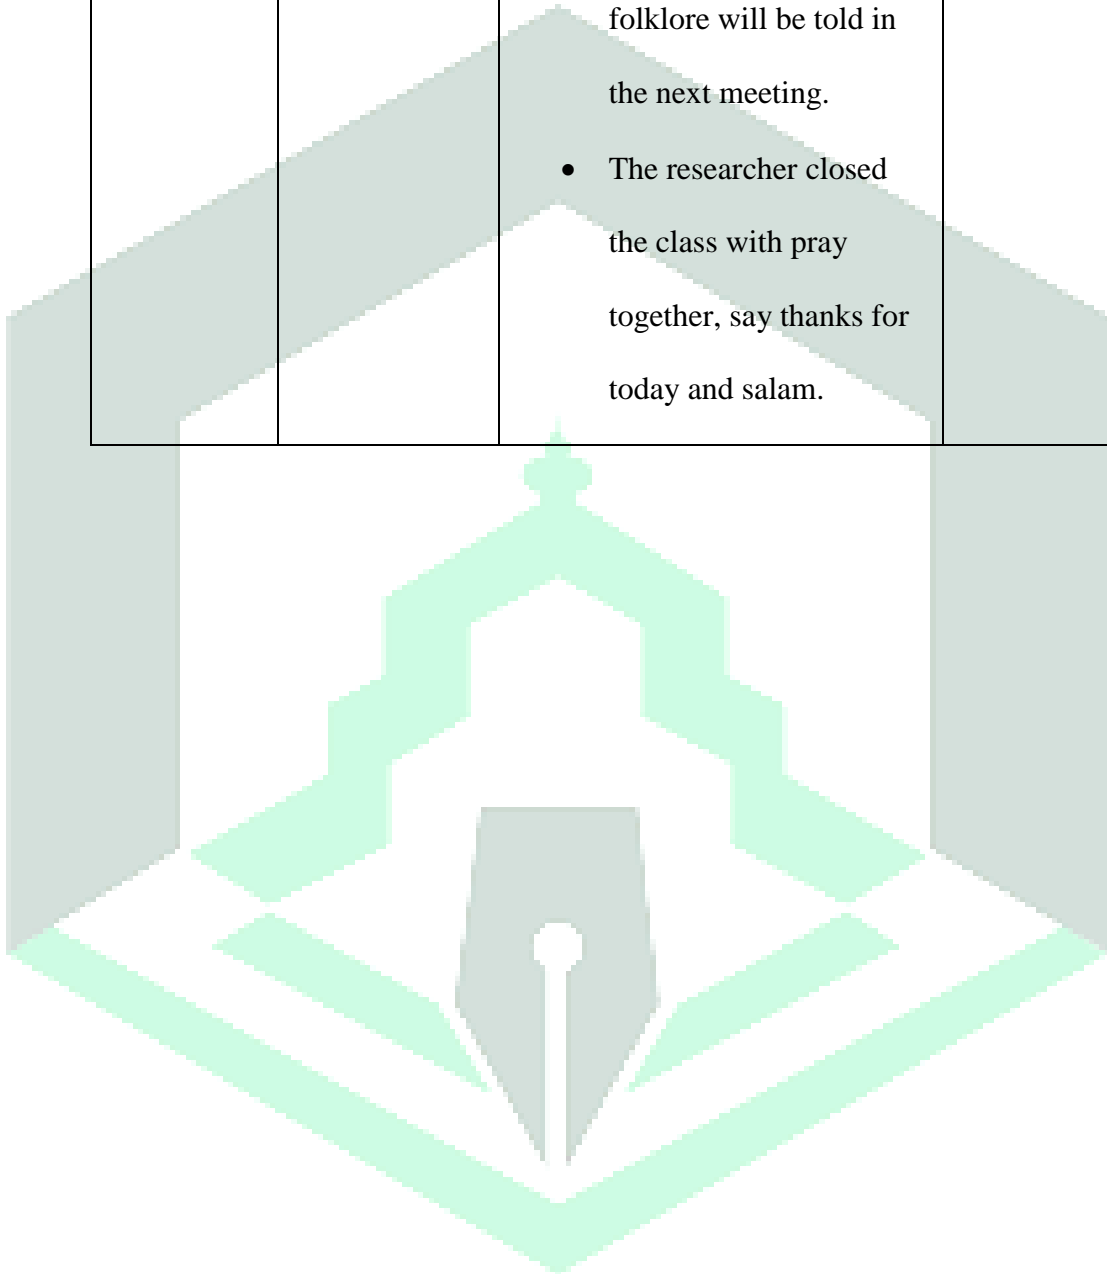 folklore will be told in
the next meeting.
• The researcher closed
the class with pray
together, say thanks for
today and salam.